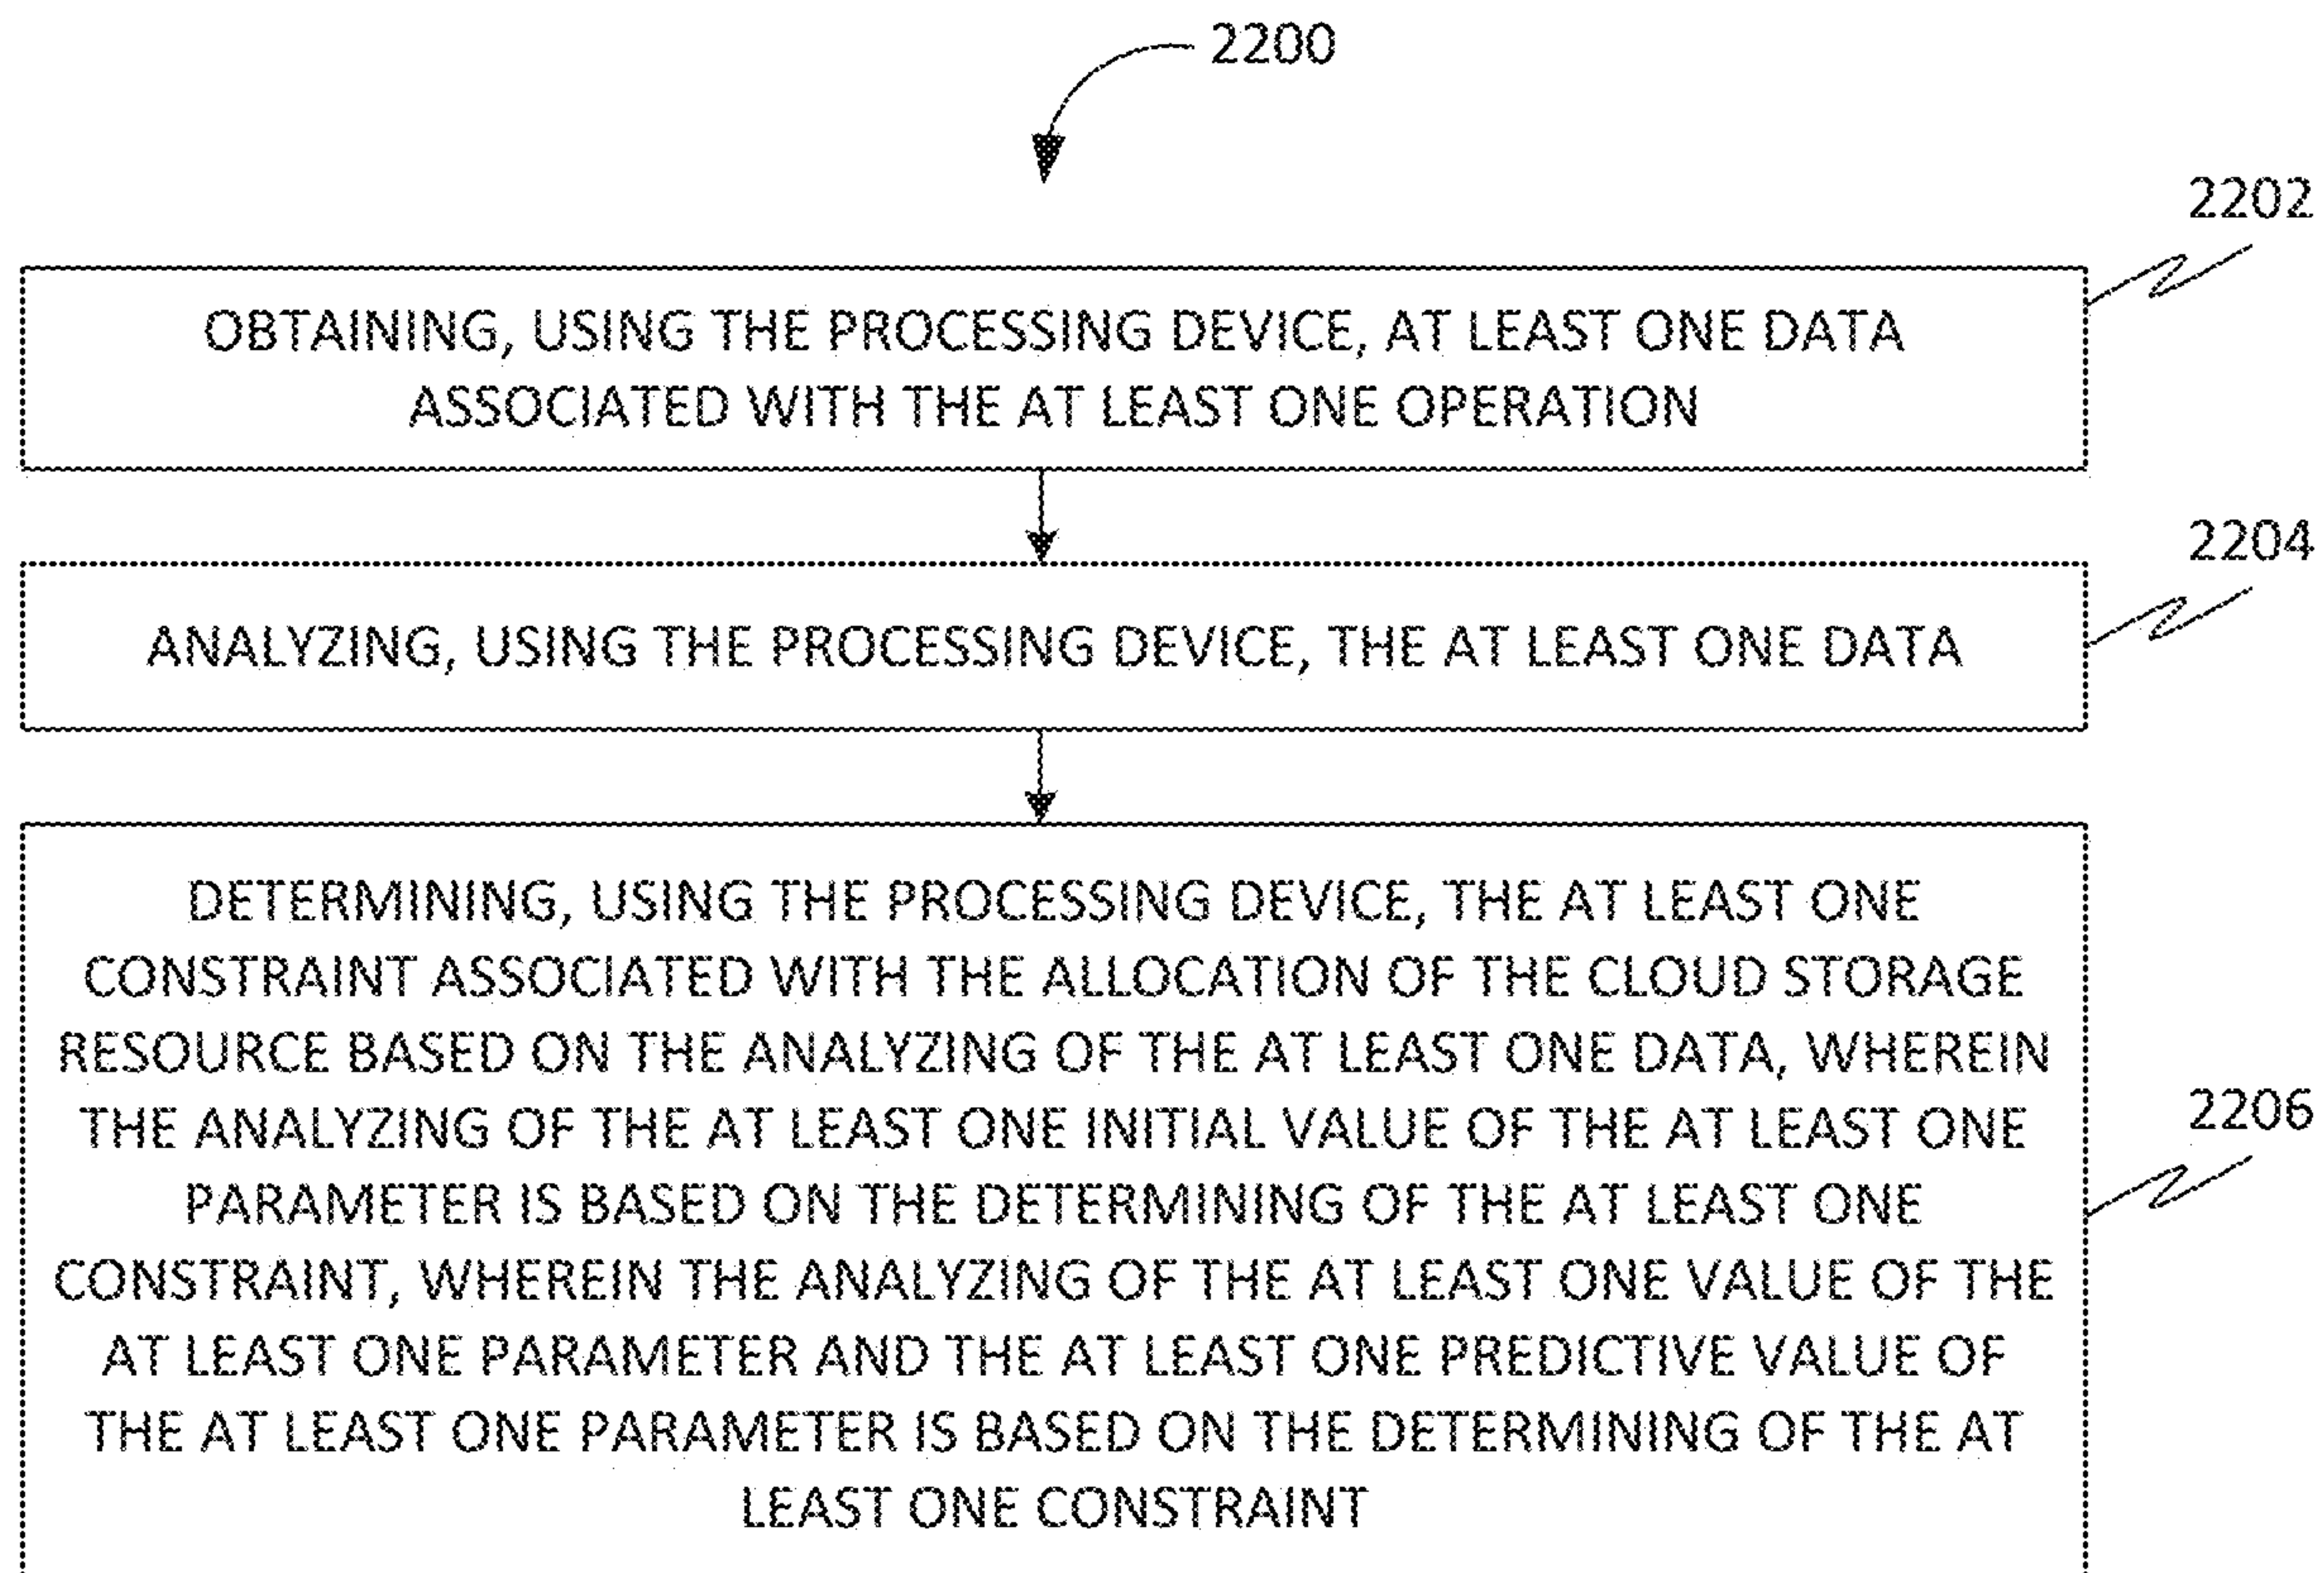 2200
2202
OBTAINING, USING THE PROCESSING DEVICE, AT LEAST ONE DATA
ASSOCIATED WITH THE AT LEAST ONE OPERATION
2204
ANALYZING, USING THE PROCESSING DEVICE, THE AT LEAST ONE DATA
DETERMINING, USING THE PROCESSING DEVICE, THE AT LEAST ONE
CONSTRAINT ASSOCIATED WITH THE ALLOCATION OF THE CLOUD STORAGE
RESOURCE BASED ON THE ANALYZING OF THE AT LEAST ONE DATA, WHEREIN
THE ANALYZING OF THE AT LEAST ONE INITIAL VALUE OF THE AT LEAST ONE
2206
PARAMETER IS BASED ON THE DETERMINING OF THE AT LEAST ONE
CONSTRAINT, WHEREIN THE ANALYZING OF THE AT LEAST ONE VALUE OF THE
AT LEAST ONE PARAMETER AND THE AT LEAST ONE PREDICTIVE VALUE OF
THE AT LEAST ONE PARAMETER IS BASED ON THE DETERMINING OF THE AT
LEAST ONE CONSTRAINT